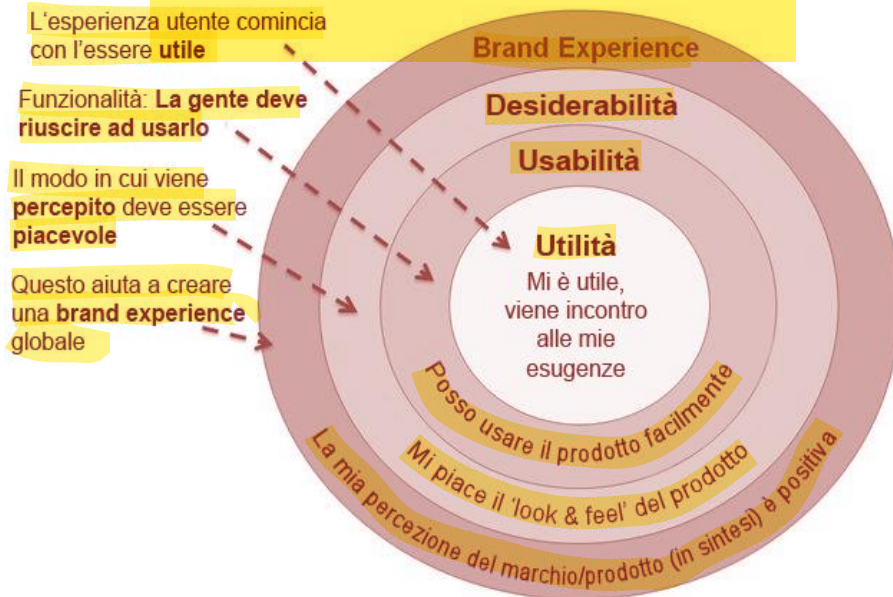 L'esperienza utente comincia
con l'essere utile
Funzionalità: La gente deve
riuscire ad usarlo
Il modo in cui viene
percepito deve essere
piacevole
Questo aiuta a creare
una brand experience
globale
Brand Experience
Desiderabilità
Usabilità
Utilità
Mi è utile,
viene incontro
alle mie
esugenze
Posso usare il prodotto facilmente
Mi piace il 'look & feel' del prodotto
La mia percezione del marchio/prodotto (in sintesi) è positiva